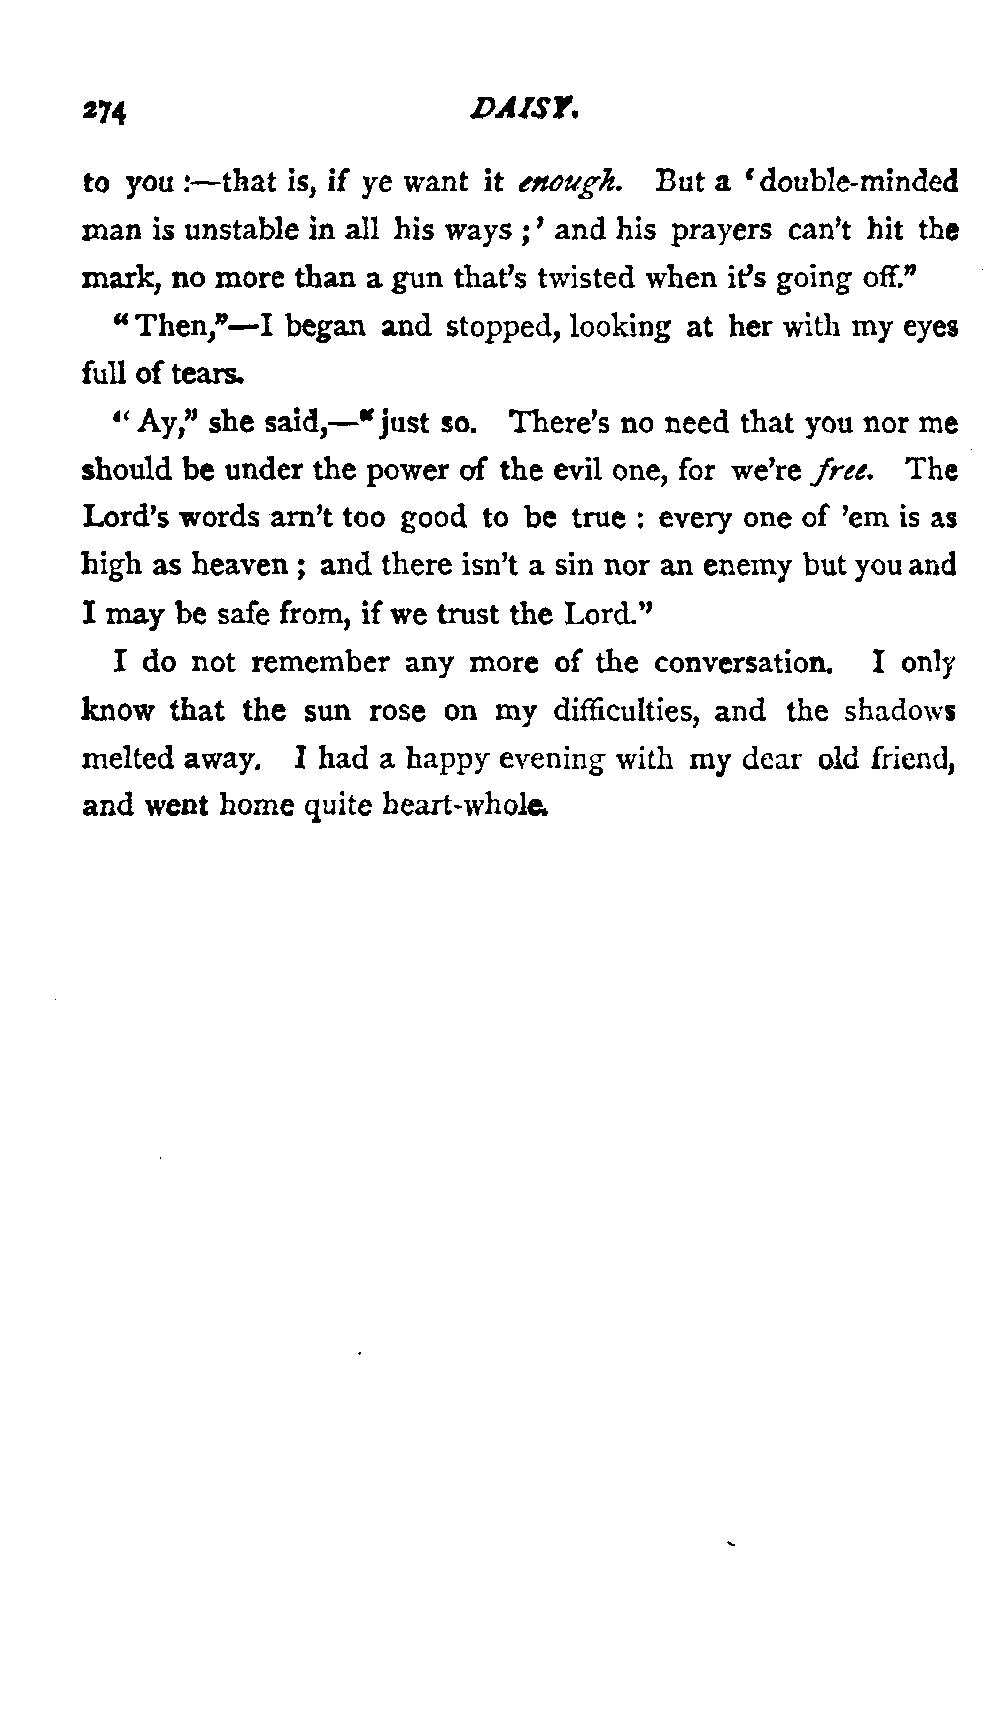 274 DAISY.
to you :—that is, if ye want it enough. But a 'double-minded
man is unstable in all his ways ;' and his prayers can't hit the
mark, no more than a gun that's twisted when it's going off."
"Then,"—I began and stopped, looking at her with my eyes
full of tears.
"Ay," she said,—"just so. There's no need that you nor me
should be under the power of the evil one, for we're free. The
Lord's words arn't too good to be true : every one of 'em is as
high as heaven ; and there isn't a sin nor an enemy but you and
I may be safe from, if we trust the Lord."
I do not remember any more of the conversation. I only
know that the sun rose on my difficulties, and the shadows
melted away. I had a happy evening with my dear old friend,
and went home quite heart-whole.